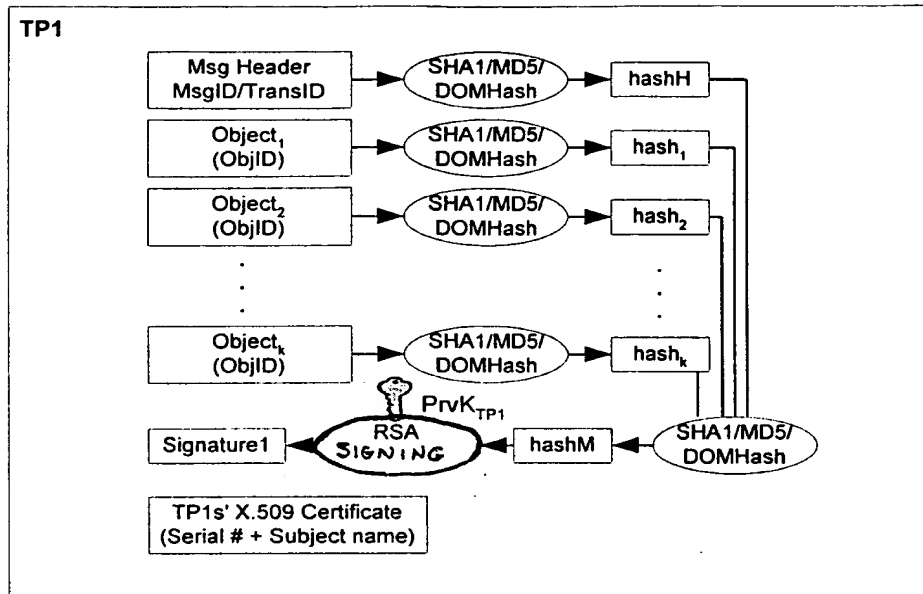 TP1
Msg Header
MsgID/TransID
SHA1/MD5/
DOMHash
hashH
Object₁
(ObjID)
SHA1/MD5/
DOMHash
hash₁
Object₂
(ObjID)
SHA1/MD5/
DOMHash
hash₂
Objectₖ
(ObjID)
SHA1/MD5/
DOMHash
hashₖ
PrvK_TP1
Signature1
RSA
SIGNING
hashM
SHA1/MD5/
DOMHash
TP1s' X.509 Certificate
(Serial # + Subject name)